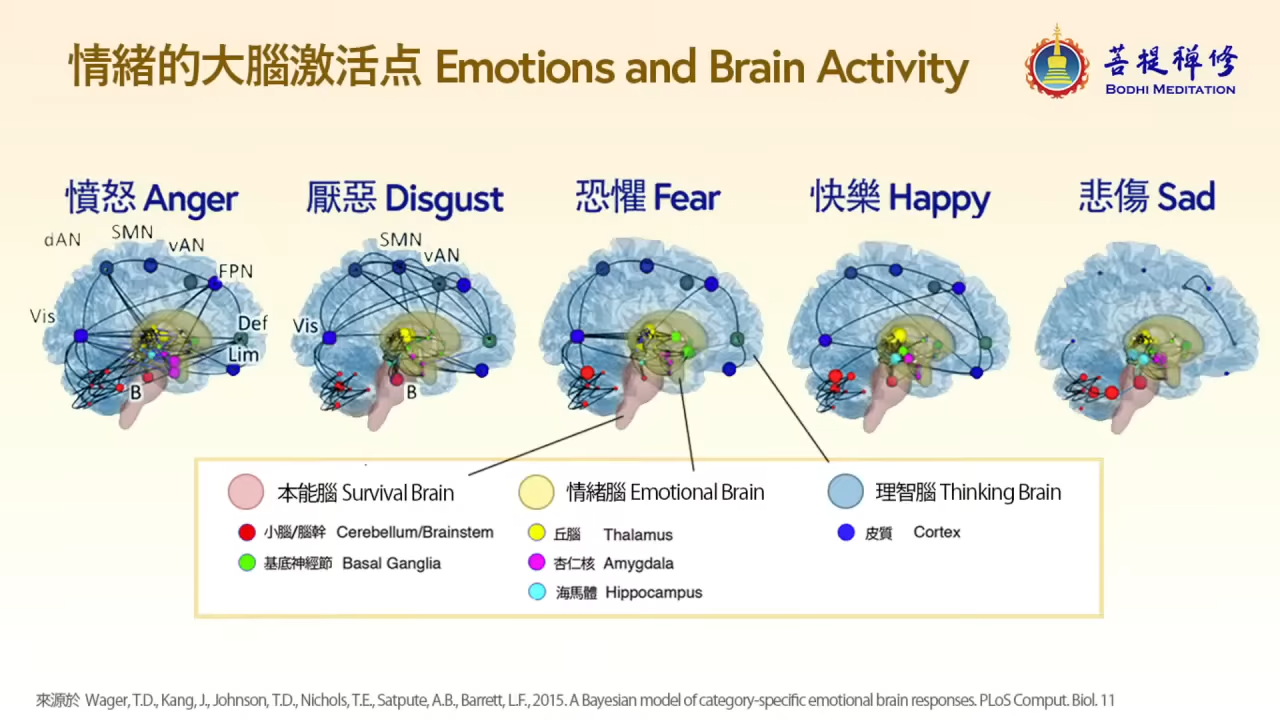 情緒的大腦激活点 Emotions and Brain Activity
菩提禪修
BODHI MEDITATION
憤怒 Anger
厭惡 Disgust
恐懼 Fear
快樂 Happy
悲傷 Sad
dAN
SMN
vAN
FPN
Vis
Def
Lim
B
SMN
vAN
Vis
B
本能腦 Survival Brain
小腦/腦幹 Cerebellum/Brainstem
基底神經節 Basal Ganglia
情緒腦 Emotional Brain
丘腦 Thalamus
杏仁核 Amygdala
海馬體 Hippocampus
理智腦 Thinking Brain
皮質 Cortex
來源於 Wager, T.D., Kang, J., Johnson, T.D., Nichols, T.E., Satpute, A.B., Barrett, L.F., 2015. A Bayesian model of category-specific emotional brain responses. PLoS Comput. Biol. 11